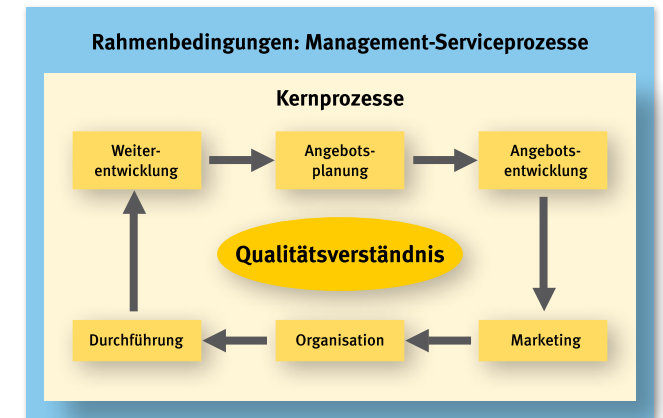 Rahmenbedingungen: Management-Serviceprozesse
Kernprozesse
Weiter-
entwicklung
Angebots-
planung
Angebots-
entwicklung
Qualitätsverständnis
Durchführung
Organisation
Marketing